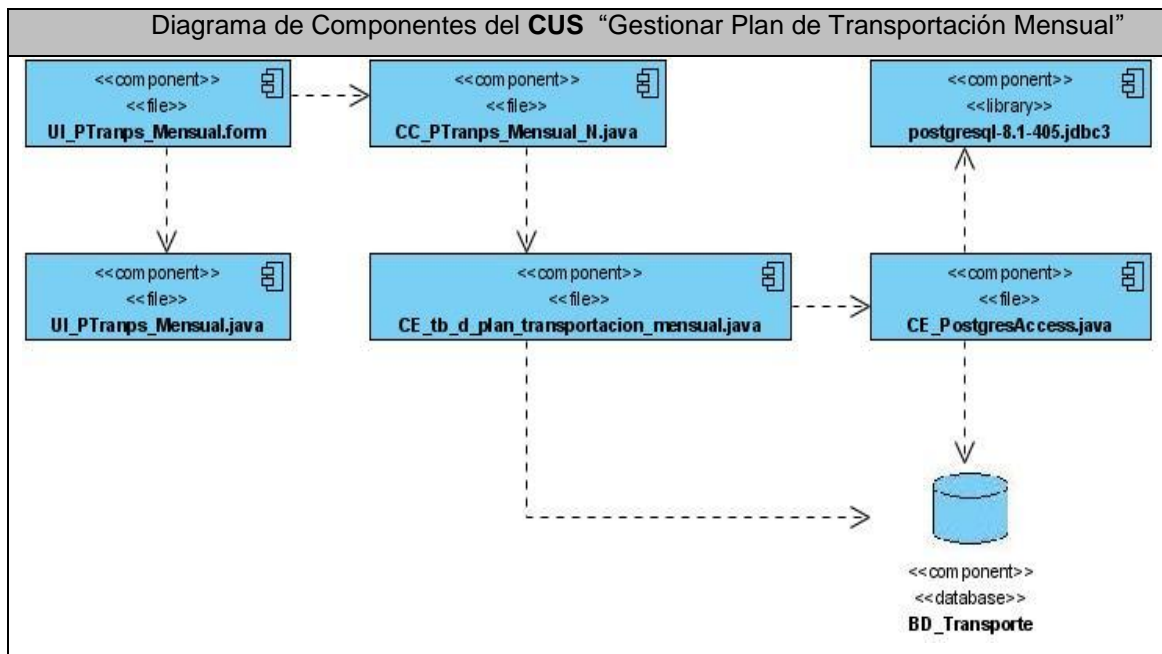 Diagrama de Componentes del CUS “Gestionar Plan de Transportación Mensual”
<<component>>
<<file>>
UI_PTranps_Mensual.form
<<component>>
<<file>>
CC_PTranps_Mensual_N.java
<<component>>
<<library>>
postgresql-8.1-405.jdbc3
<<component>>
<<file>>
UI_PTranps_Mensual.java
<<component>>
<<file>>
CE_tb_d_plan_transportacion_mensual.java
<<component>>
<<file>>
CE_PostgresAccess.java
<<component>>
<<database>>
BD_Transporte